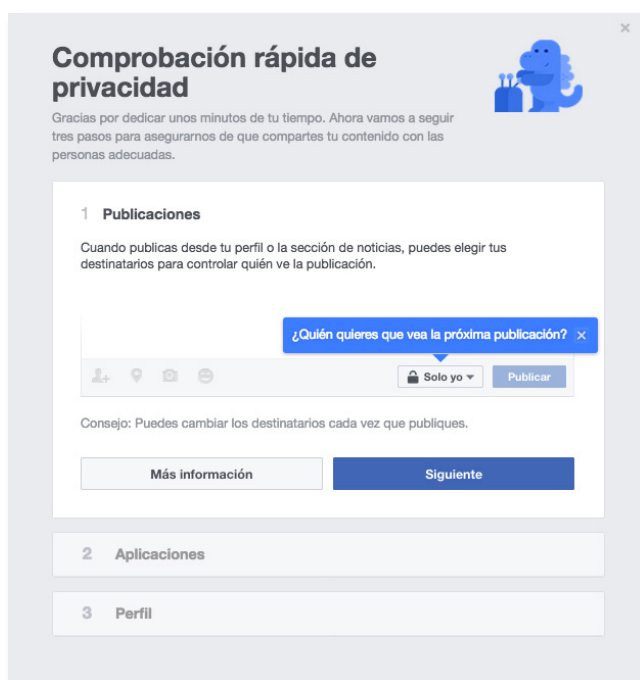 Comprobación rápida de
privacidad
Gracias por dedicar unos minutos de tu tiempo. Ahora vamos a seguir
tres pasos para asegurarnos de que compartes tu contenido con las
personas adecuadas.
1 Publicaciones
Cuando publicas desde tu perfil o la sección de noticias, puedes elegir tus
destinatarios para controlar quién ve la publicación.
¿Quién quieres que vea la próxima publicación?
Solo yo
Publicar
Consejo: Puedes cambiar los destinatarios cada vez que publiques.
Más información
Siguiente
2 Aplicaciones
3 Perfil